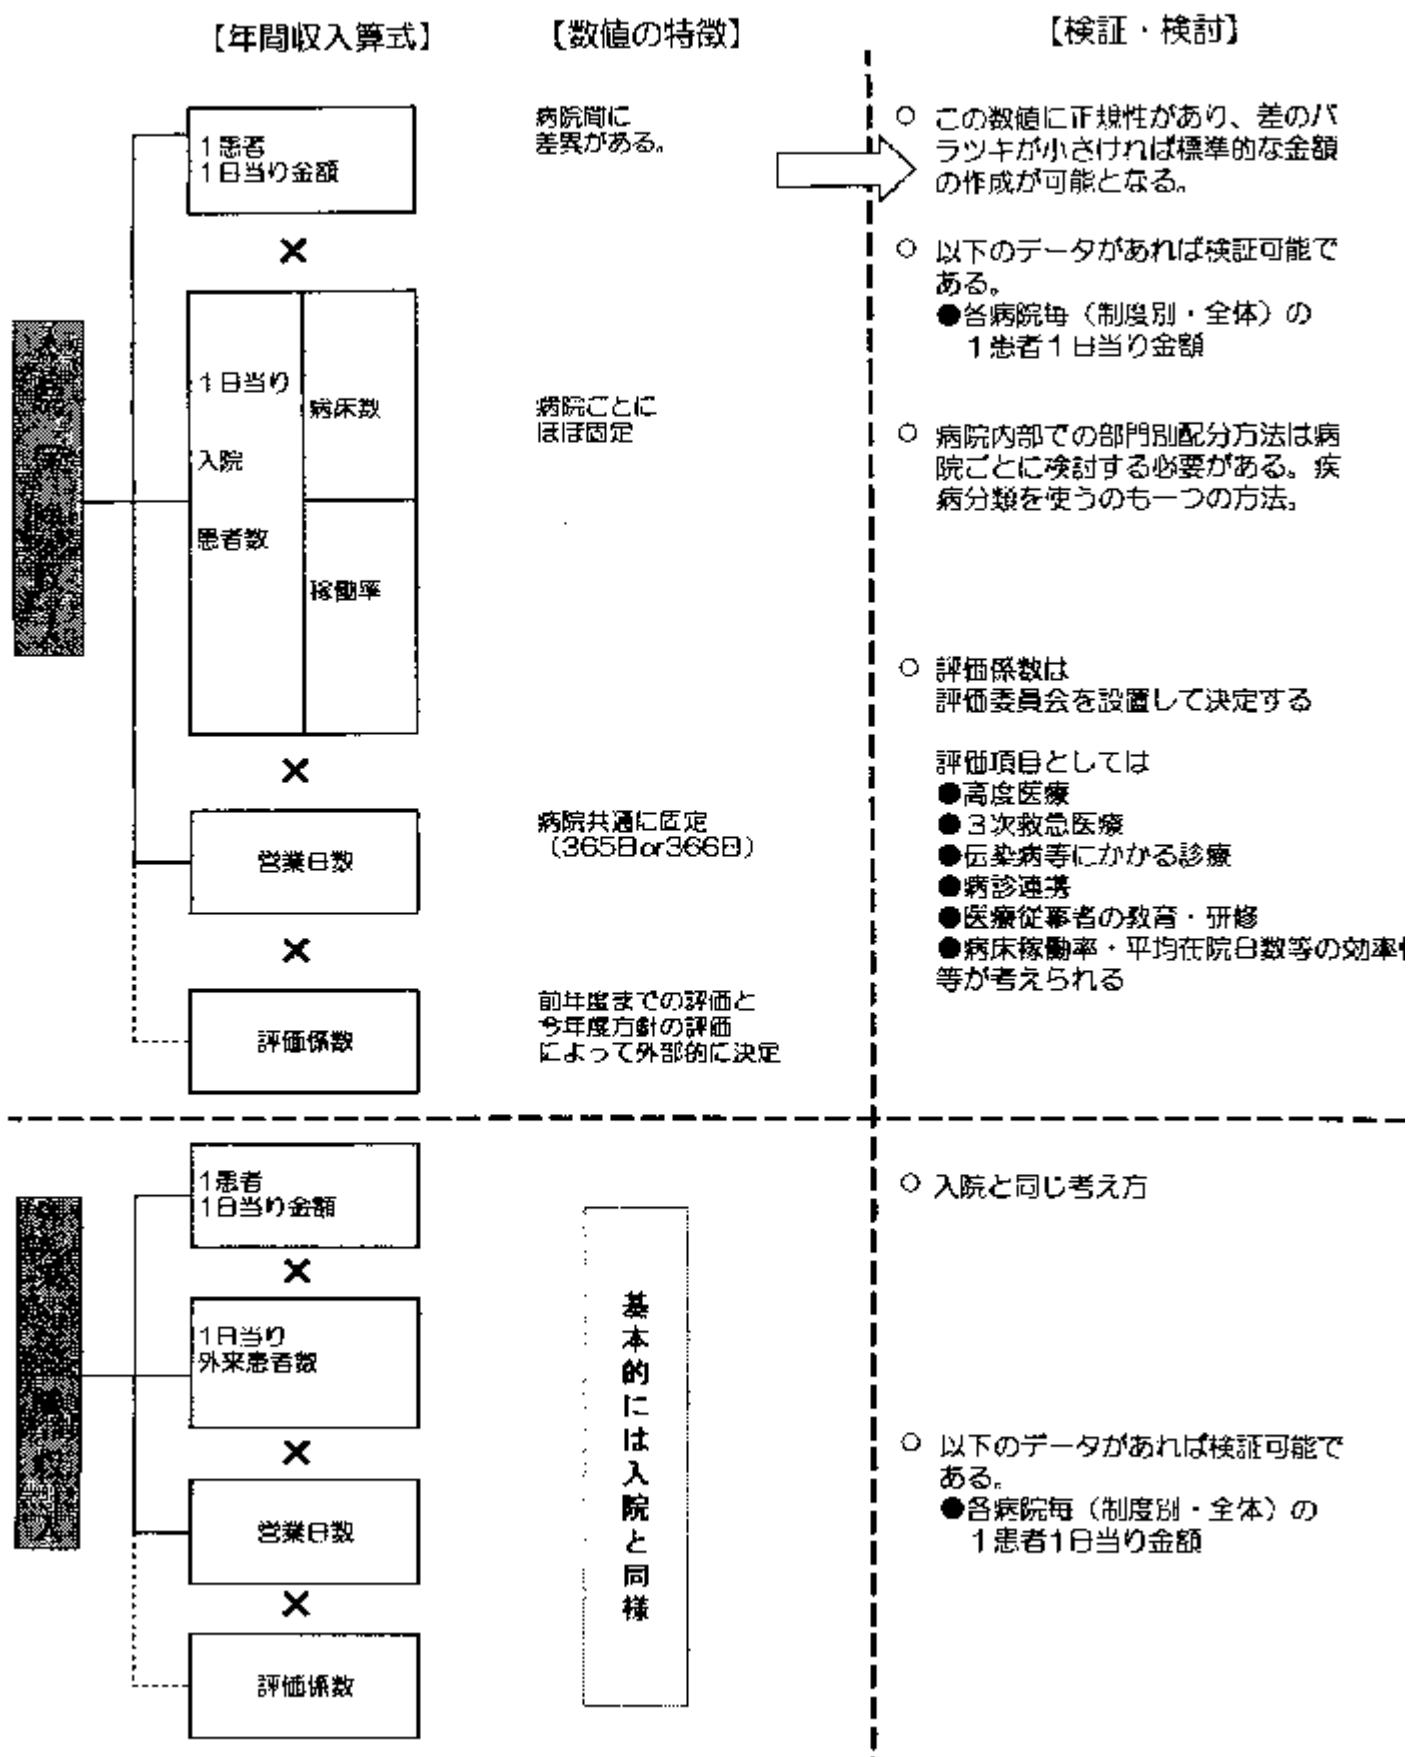 【年間収入算式】
【数値の特徴】
【検証・検討】
1患者
1日当り金額
×
1日当り
入院
患者数
病床数
稼働率
×
営業日数
×
評価係数
病院間に
差異がある。
病院ごとに
ほぼ固定
病院共通に固定
(365日or366日)
前年度までの評価と
今年度方針の評価
によって外部的に決定
○ この数値に正規性があり、差のバ
ラツキが小さければ標準的な金額
の作成が可能となる。
○ 以下のデータがあれば検証可能で
ある。
●各病院毎（制度別・全体）の
1患者1日当り金額
○ 病院内部での部門別配分方法は病
院ごとに検討する必要がある。疾
病分類を使うのも一つの方法。
○ 評価係数は
評価委員会を設置して決定する
評価項目としては
●高度医療
●3次救急医療
●伝染病等にかかる診療
●病診連携
●医療従事者の教育・研修
●病床稼働率・平均在院日数等の効率
等が考えられる
1患者
1日当り金額
×
1日当り
外来患者数
×
営業日数
×
評価係数
基本的には入院と同様
○ 入院と同じ考え方
○ 以下のデータがあれば検証可能で
ある。
●各病院毎（制度別・全体）の
1患者1日当り金額